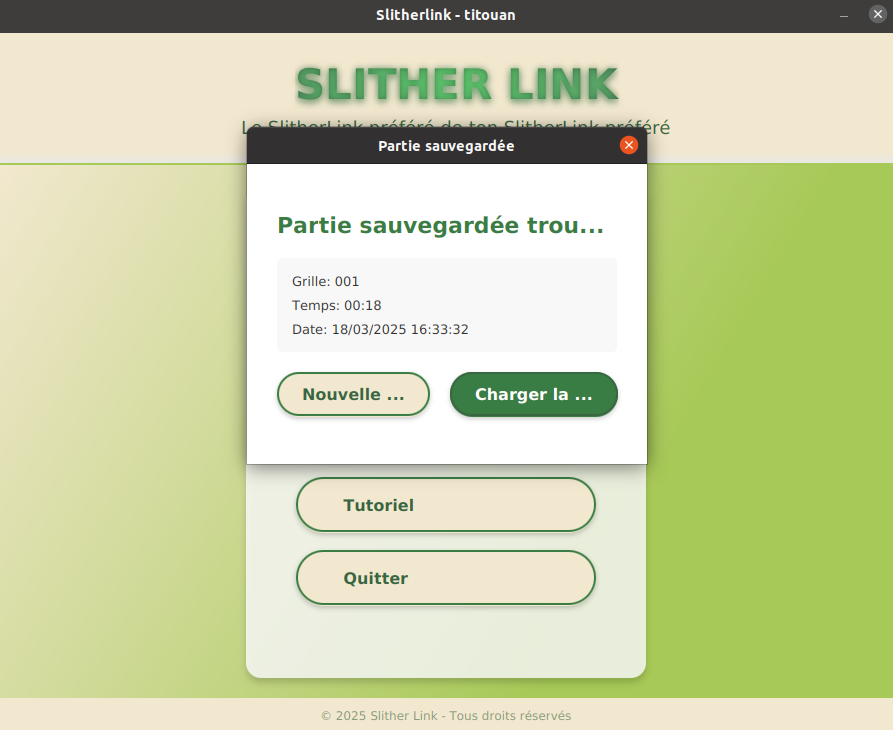 Slitherlink - titouan
SLITHER LINK
Le SlitherLink préféré de ton SlitherLink préféré
Partie sauvegardée
Partie sauvegardée trou...
Grille: 001
Temps: 00:18
Date: 18/03/2025 16:33:32
Nouvelle ...
Charger la ...
Tutoriel
Quitter
© 2025 Slither Link - Tous droits réservés